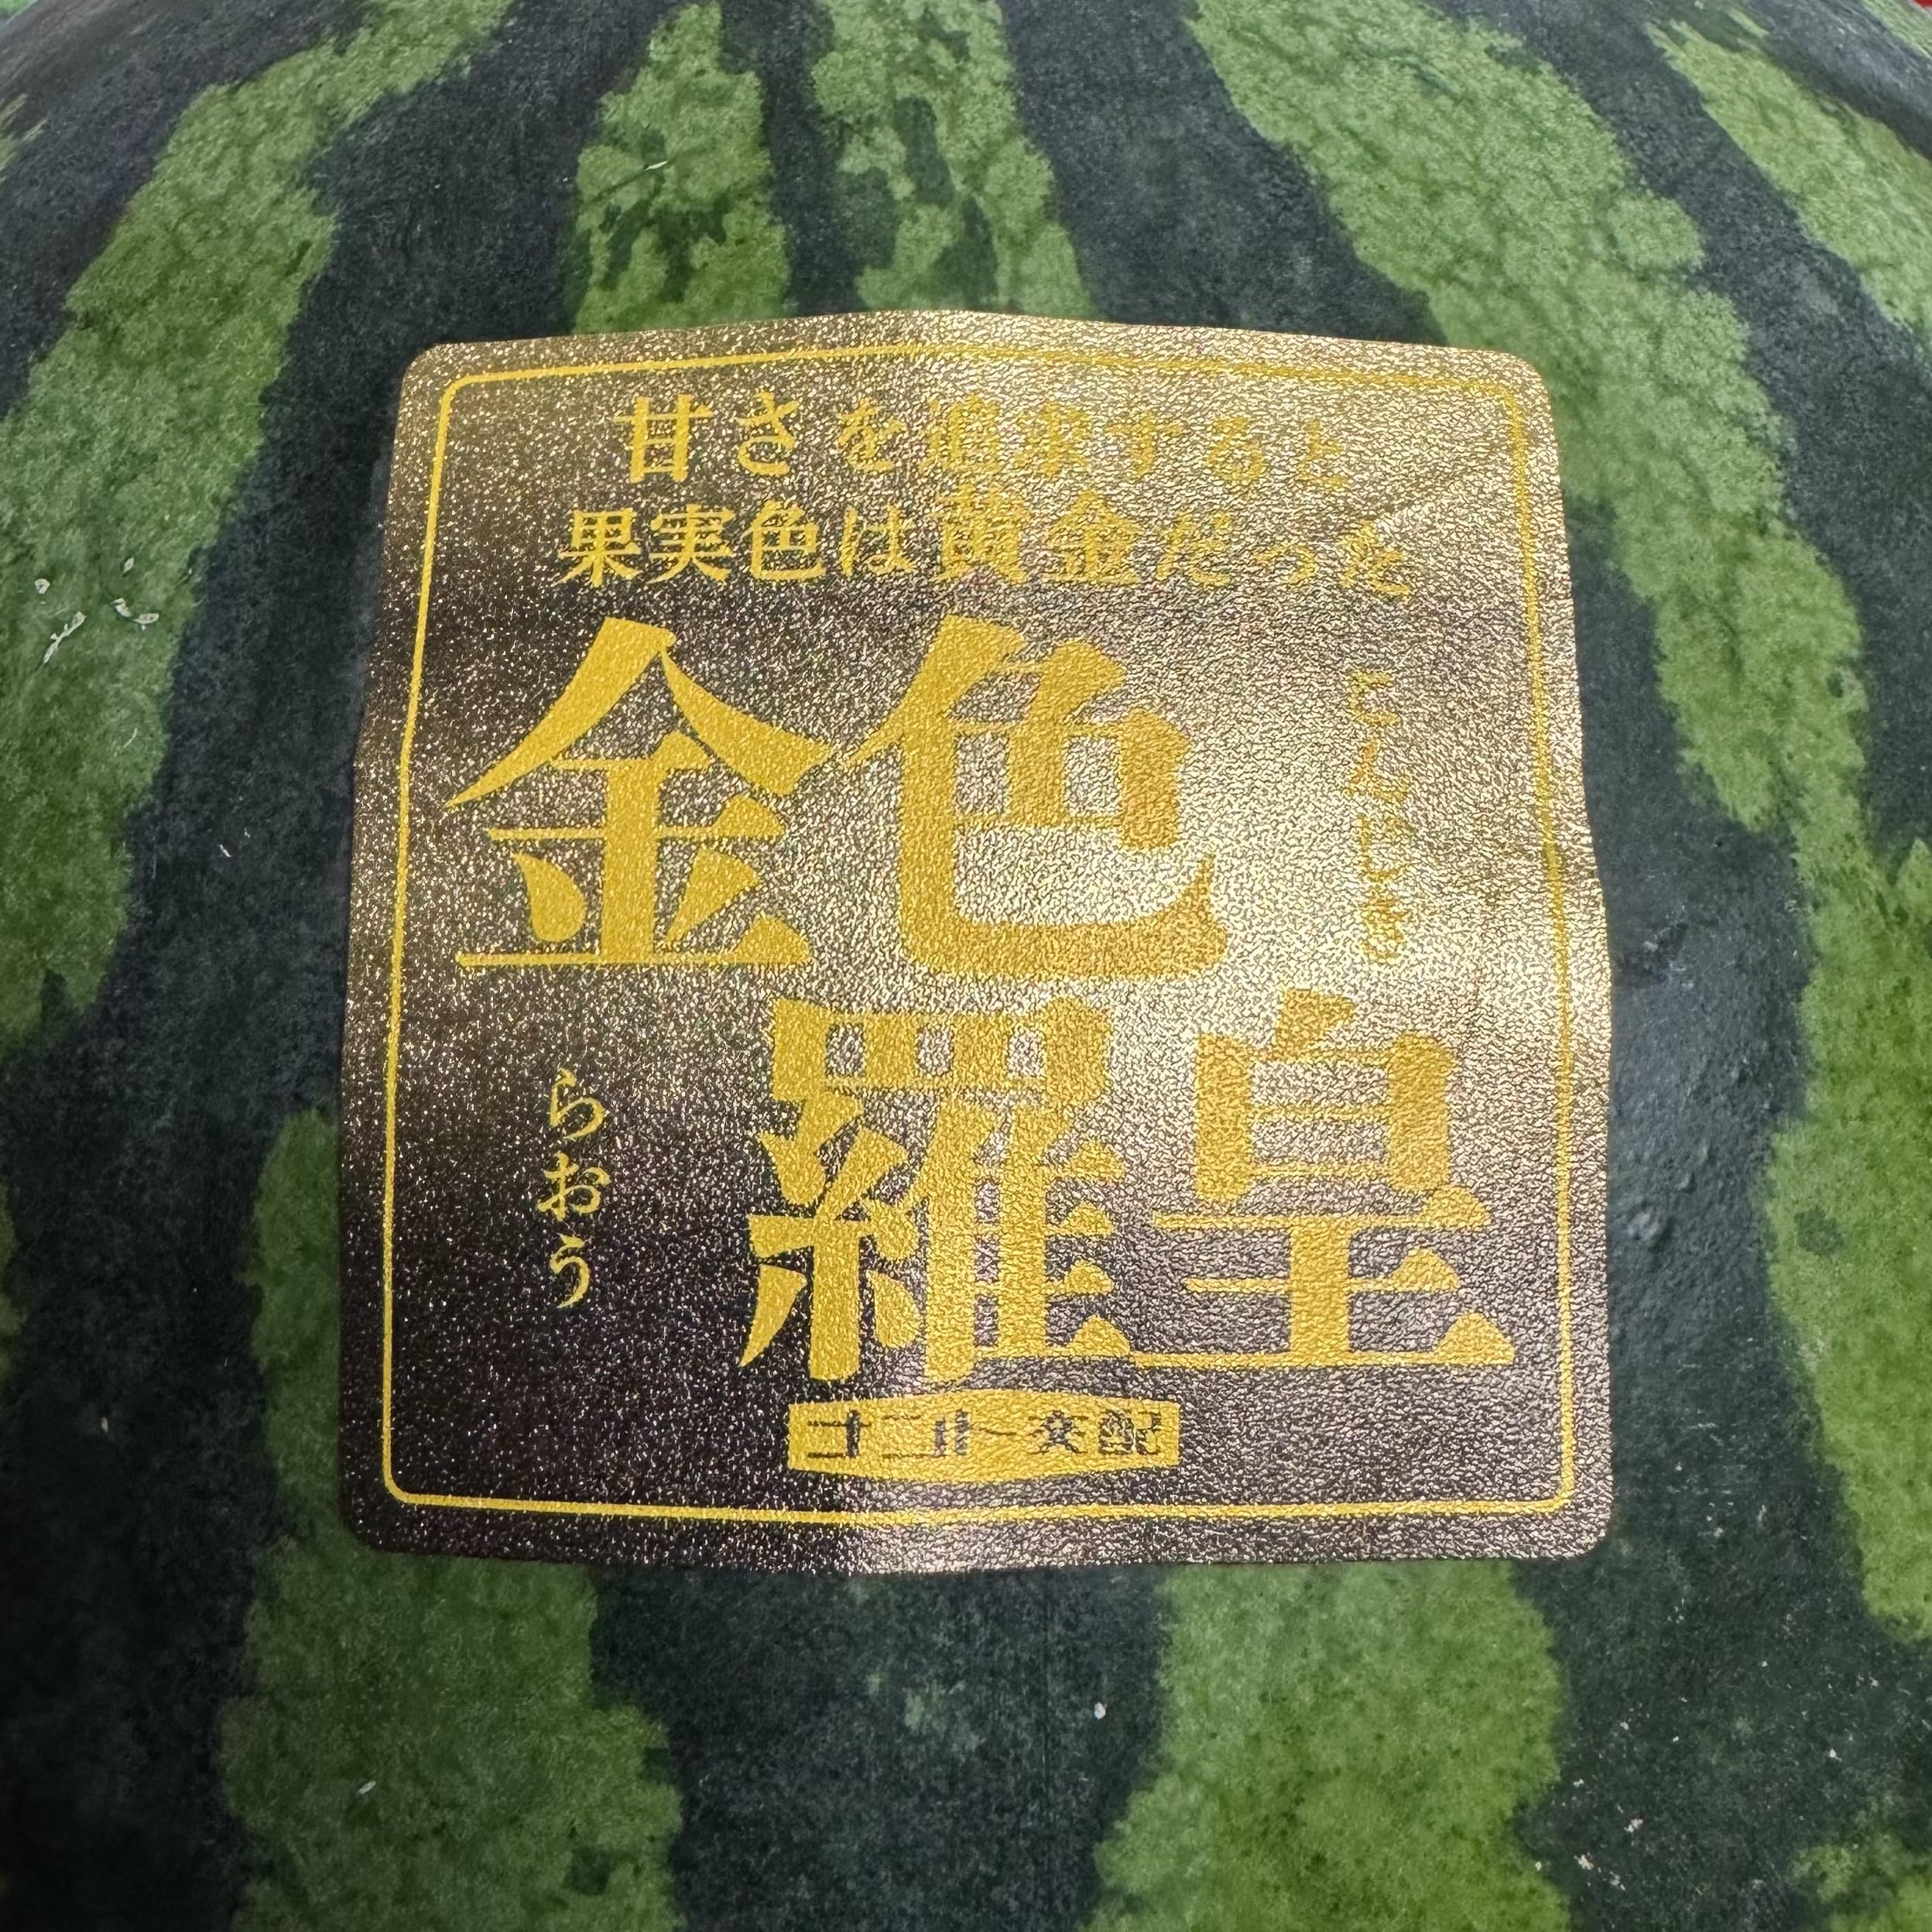 甘さを追求すると
果実色は黄金だった
金色
こんじき
羅皇
らおう
ナント交配